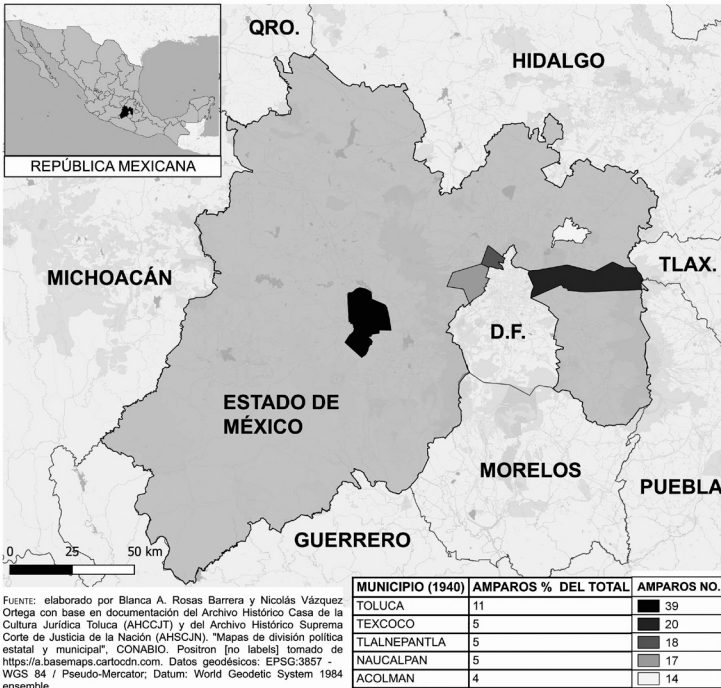 QRO.
HIDALGO
REPÚBLICA MEXICANA
MICHOACÁN
TLAX.
D.F.
ESTADO DE
MÉXICO
MORELOS
PUEBLA
GUERRERO
0 25 50 km
FUENTE: elaborado por Blanca A. Rosas Barrera y Nicolás Vázquez
Ortega con base en documentación del Archivo Histórico Casa de la
Cultura Jurídica Toluca (AHCCJT) y del Archivo Histórico Suprema
Corte de Justicia de la Nación (AHSCJN). "Mapas de división política
estatal y municipal", CONABIO. Positron [no labels] tomado de
https://a.basemaps.cartocdn.com. Datos geodésicos: EPSG:3857 -
WGS 84 / Pseudo-Mercator; Datum: World Geodetic System 1984
ensemble
MUNICIPIO (1940) AMPAROS % DEL TOTAL AMPAROS NO.
TOLUCA 11 39
TEXCOCO 5 20
TLALNEPANTLA 5 18
NAUCALPAN 5 17
ACOLMAN 4 14